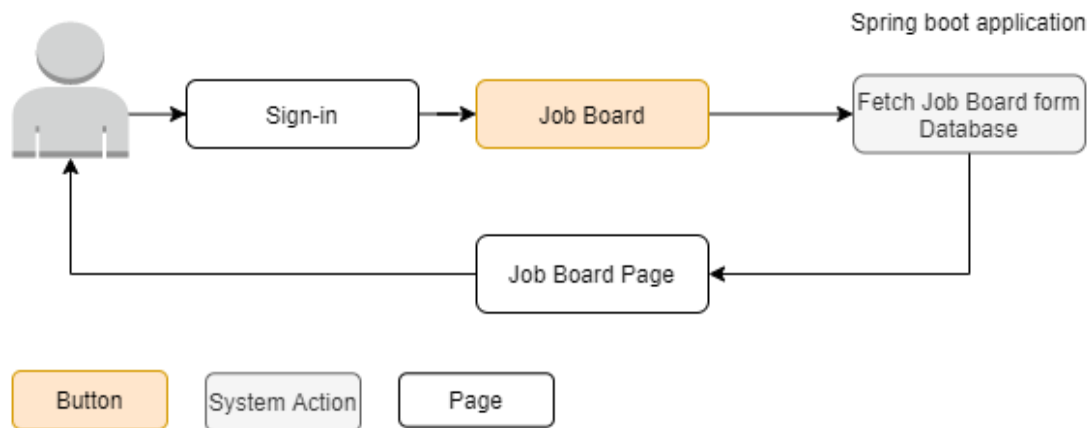 Spring boot application
Sign-in
Job Board
Fetch Job Board form
Database
Job Board Page
Button
System Action
Page